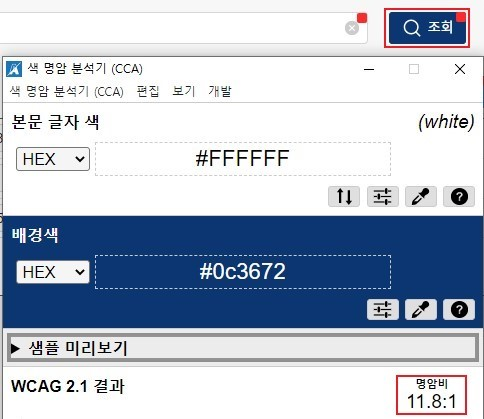 조회
색 명암 분석기 (CCA)
색 명암 분석기 (CCA) 편집 보기 개발
본문 글자 색 (white)
HEX #FFFFFF
배경색
HEX #0c3672
샘플 미리보기
WCAG 2.1 결과
명암비
11.8:1